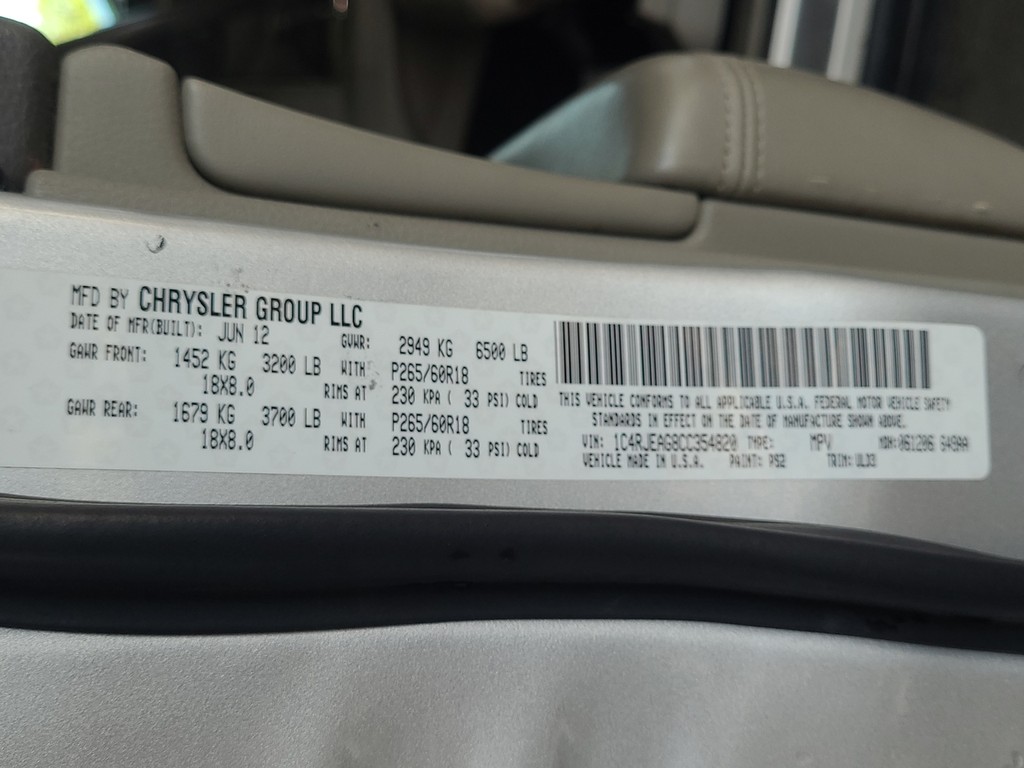 MFD BY CHRYSLER GROUP LLC
DATE OF MFR(BUILT): JUN 12 GVWR: 2949 KG 6500 LB
GAWR FRONT: 1452 KG 3200 LB WITH P265/60R18 TIRES
18X8.0 RIMS AT 230 KPA ( 33 PSI) COLD
GAWR REAR: 1679 KG 3700 LB WITH P265/60R18 TIRES
18X8.0 RIMS AT 230 KPA ( 33 PSI) COLD
THIS VEHICLE CONFORMS TO ALL APPLICABLE U.S.A. FEDERAL MOTOR VEHICLE SAFETY
STANDARDS IN EFFECT ON THE DATE OF MANUFACTURE SHOWN ABOVE.
VIN: 1C4RJEAG8CC354820 TYPE: MPV MDH:061206 
VEHICLE MADE IN U.S.A. PAINT: PS2 TRIM: ULD3